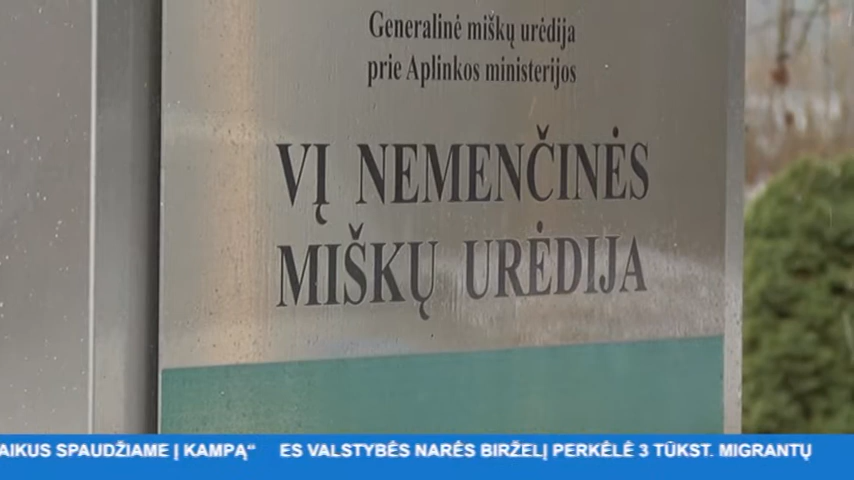 Generalinė miškų urėdija
prie Aplinkos ministerijos
VĮ NEMENČINĖS
MIŠKŲ URĖDIJA
AIKUS SPAUDŽIAME Į KAMPĄ“ ES VALSTYBĖS NARĖS BIRŽELĮ PERKĖLĖ 3 TŪKST. MIGRANTŲ